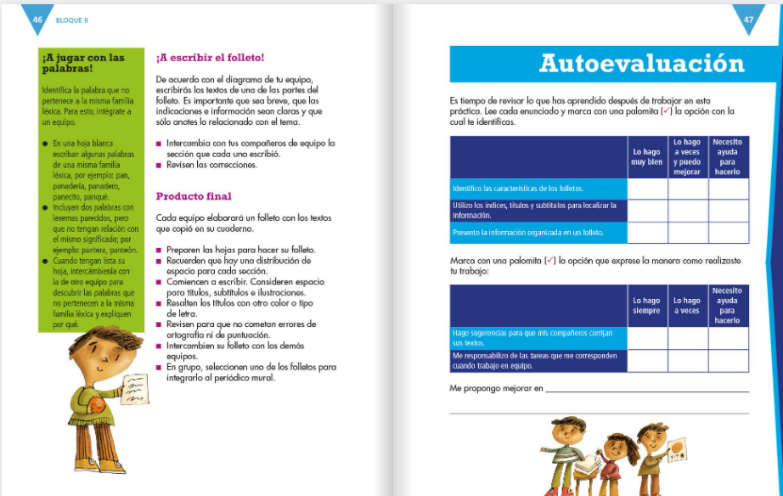 46
BLOQUE II
¡A jugar con las
palabras!
Identifica la palabra que no
pertenece a la misma familia
léxica. Para esto, intégrate a
un equipo.
● En una hoja blanca
escriban algunas palabras
de una misma familia
léxica, por ejemplo: pan,
panadería, panadero,
panecito, panqué.
● Incluyan dos palabras con
lexemas parecidos, pero
que no tengan relación con
el mismo significado; por
ejemplo: pantera, panteón.
● Cuando tengan lista su
hoja, intercámbienla con
la de otro equipo para
descubrir las palabras que
no pertenecen a la misma
familia léxica y expliquen
por qué.
¡A escribir el folleto!
De acuerdo con el diagrama de tu equipo,
escribirás los textos de una de las partes del
folleto. Es importante que sea breve, que las
indicaciones e información sean claras y que
sólo anotes lo relacionado con el tema.
■ Intercambia con tus compañeros de equipo la
sección que cada uno escribió.
■ Revisen las correcciones.
Producto final
Cada equipo elaborará un folleto con los textos
que copió en su cuaderno.
■ Preparen las hojas para hacer su folleto.
■ Recuerden que hay una distribución de
espacio para cada sección.
■ Comiencen a escribir. Consideren espacio
para títulos, subtítulos e ilustraciones.
■ Resalten los títulos con otro color o tipo
de letra.
■ Revisen para que no cometan errores de
ortografía ni de puntuación.
■ Intercambien su folleto con los demás
equipos.
■ En grupo, seleccionen uno de los folletos para
integrarlo al periódico mural.
47
Autoevaluación
Es tiempo de revisar lo que has aprendido después de trabajar en esta
práctica. Lee cada enunciado y marca con una palomita (✓) la opción con la
cual te identificas.
Lo hago
muy bien
Lo hago
a veces
y puedo
mejorar
Necesito
ayuda
para
hacerlo
Identifico las características de los folletos.
Utilizo los índices, títulos y subtítulos para localizar la
información.
Presento la información organizada en un folleto.
Marca con una palomita (✓) la opción que exprese la manera como realizaste
tu trabajo:
Lo hago
siempre
Lo hago
a veces
Necesito
ayuda
para
hacerlo
Hago sugerencias para que mis compañeros corrijan
sus textos.
Me responsabilizo de las tareas que me corresponden
cuando trabajo en equipo.
Me propongo mejorar en